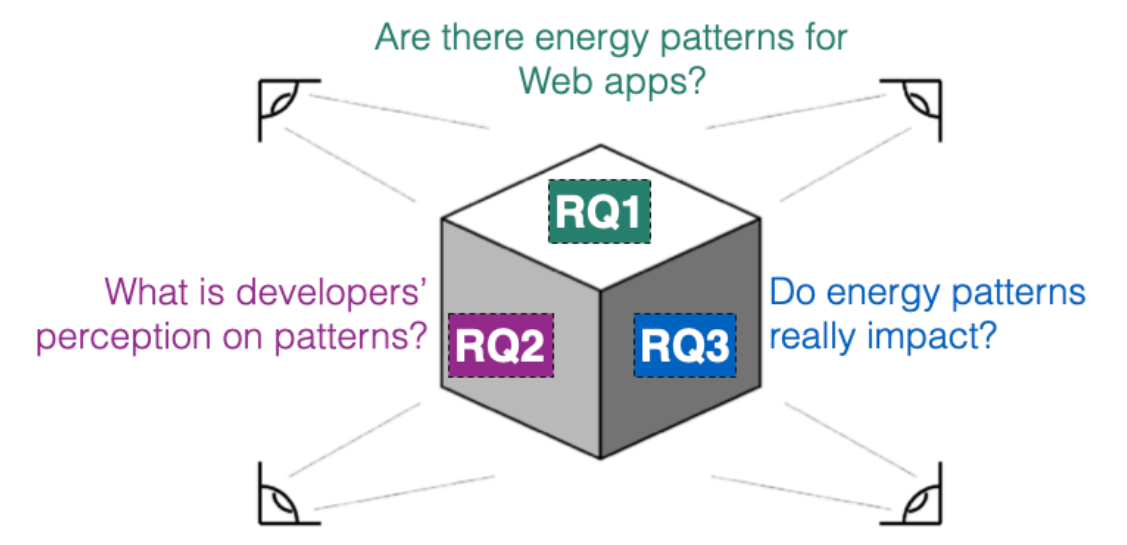 Are there energy patterns for
Web apps?
RQ1
What is developers’
perception on patterns?
RQ2
RQ3
Do energy patterns
really impact?